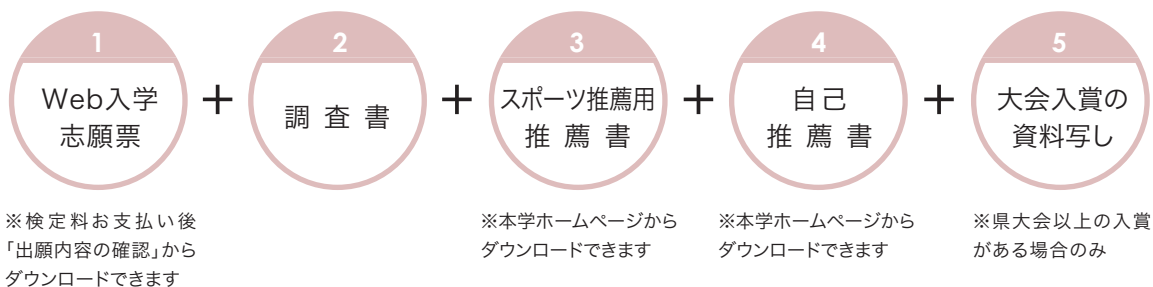 1
Web入学
志願票
※検定料お支払い後
「出願内容の確認」から
ダウンロードできます
+
2
調査書
+
3
スポーツ推薦用
推薦書
※本学ホームページから
ダウンロードできます
+
4
自己
推薦書
※本学ホームページから
ダウンロードできます
+
5
大会入賞の
資料写し
※県大会以上の入賞
がある場合のみ